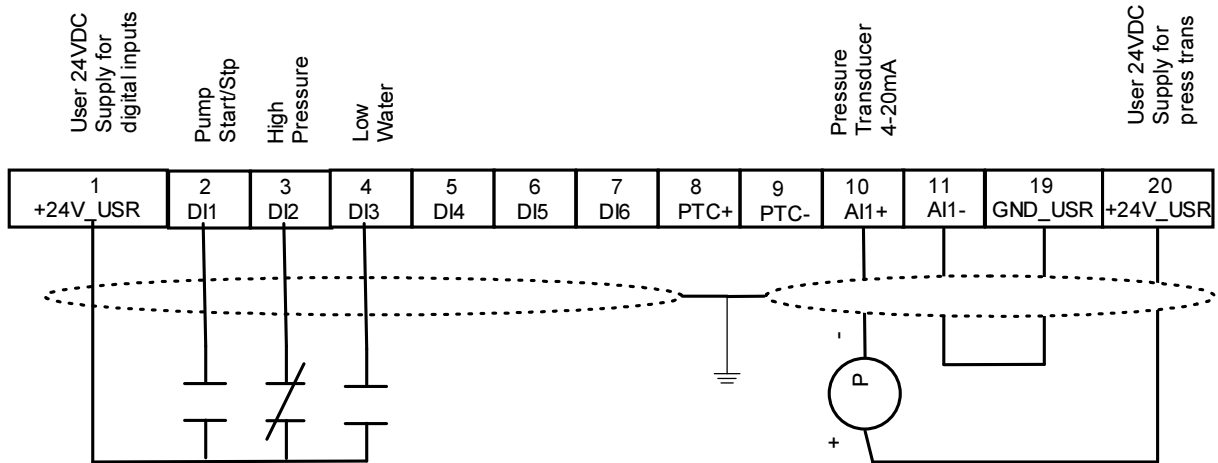 User 24VDC
Supply for
digital inputs
Pump
Start/Stp
High
Pressure
Low
Water
Pressure
Transducer
4-20mA
User 24VDC
Supply for
press trans
1
+24V_USR
2
DI1
3
DI2
4
DI3
5
DI4
6
DI5
7
DI6
8
PTC+
9
PTC-
10
AI1+
11
AI1-
19
GND_USR
20
+24V_USR
-
P
+